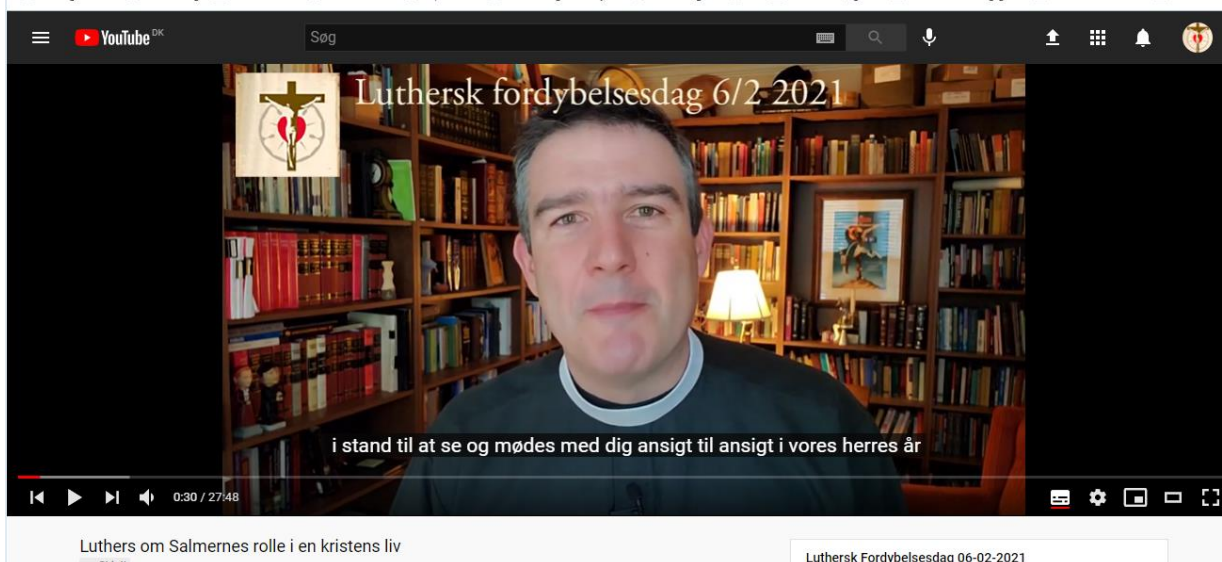 YouTube DK
Søg
Luthersk fordybelsesdag 6/2 2021
i stand til at se og mødes med dig ansigt til ansigt i vores herres år
0:30 / 27:48
Luthers om Salmernes rolle i en kristens liv
Luthersk Fordybelsesdag 06-02-2021